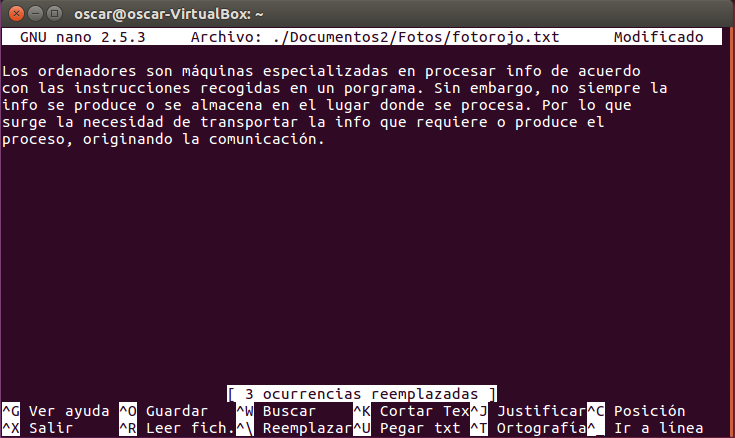 oscar@oscar-VirtualBox: ~
GNU nano 2.5.3 Archivo: ./Documentos2/Fotos/fotorojo.txt Modificado
Los ordenadores son máquinas especializadas en procesar info de acuerdo
con las instrucciones recogidas en un porgrama. Sin embargo, no siempre la
info se produce o se almacena en el lugar donde se procesa. Por lo que
surge la necesidad de transportar la info que requiere o produce el
proceso, originando la comunicación.
[ 3 ocurrencias reemplazadas ]
^G Ver ayuda ^O Guardar ^W Buscar ^K Cortar Tex^J Justificar^C Posición
^X Salir ^R Leer fich.^\ Reemplazar^U Pegar txt ^T Ortografía^_ Ir a línea